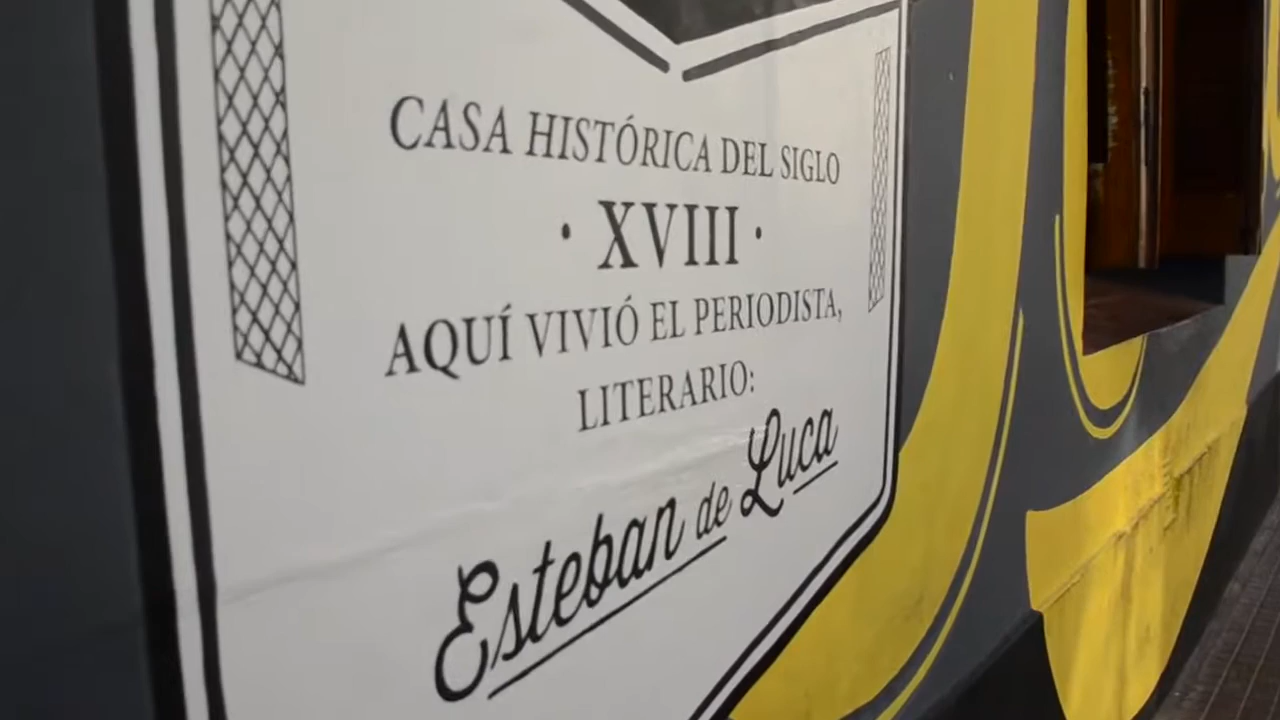 CASA HISTÓRICA DEL SIGLO
· XVIII ·
AQUÍ VIVIÓ EL PERIODISTA,
LITERARIO:
Esteban de Luca